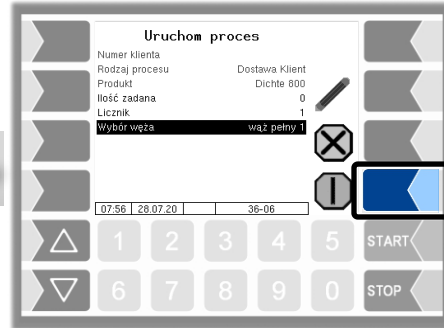 Uruchom proces
Numer klienta
Rodzaj procesu Dostawa Klient
Produkt Dichte 800
Ilość zadana 0
Licznik 1
Wybór węża wąż pełny 1
07:56 28.07.20 36-06
1 2 3 4 5 START
6 7 8 9 0 STOP